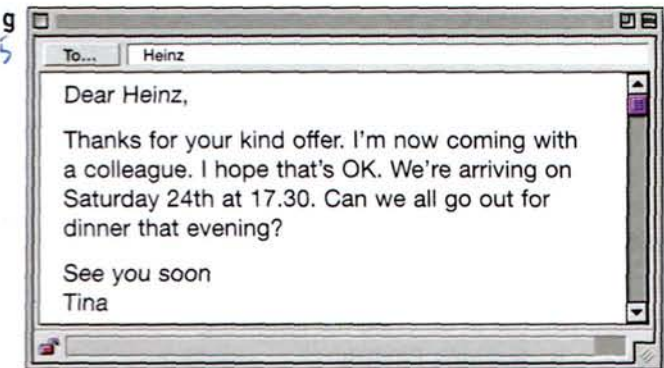 g
5
To... Heinz
Dear Heinz,
Thanks for your kind offer. I'm now coming with
a colleague. I hope that's OK. We're arriving on
Saturday 24th at 17.30. Can we all go out for
dinner that evening?
See you soon
Tina